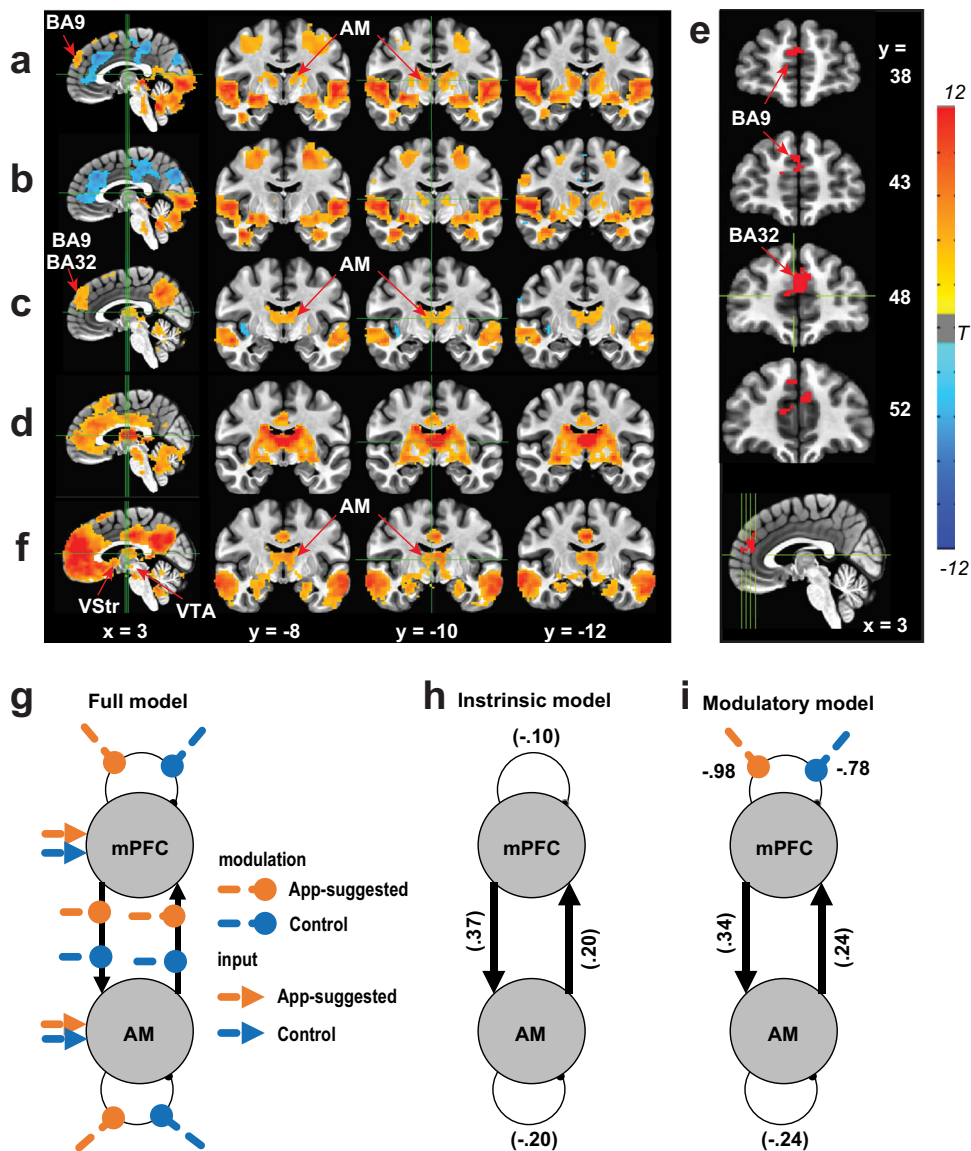 BA9
AM
a
b
BA9
BA32
AM
c
d
AM
f
VStr
VTA
x = 3
y = -8
y = -10
y = -12
e
y =
38
BA9
43
BA32
48
52
x = 3
12
T
-12
g
Full model
mPFC
AM
modulation
App-suggested
Control
input
App-suggested
Control
h
Instrinsic model
(-.10)
mPFC
(.37)
(.20)
AM
(-.20)
i
Modulatory model
-.98
-.78
mPFC
(.34)
(.24)
AM
(-.24)